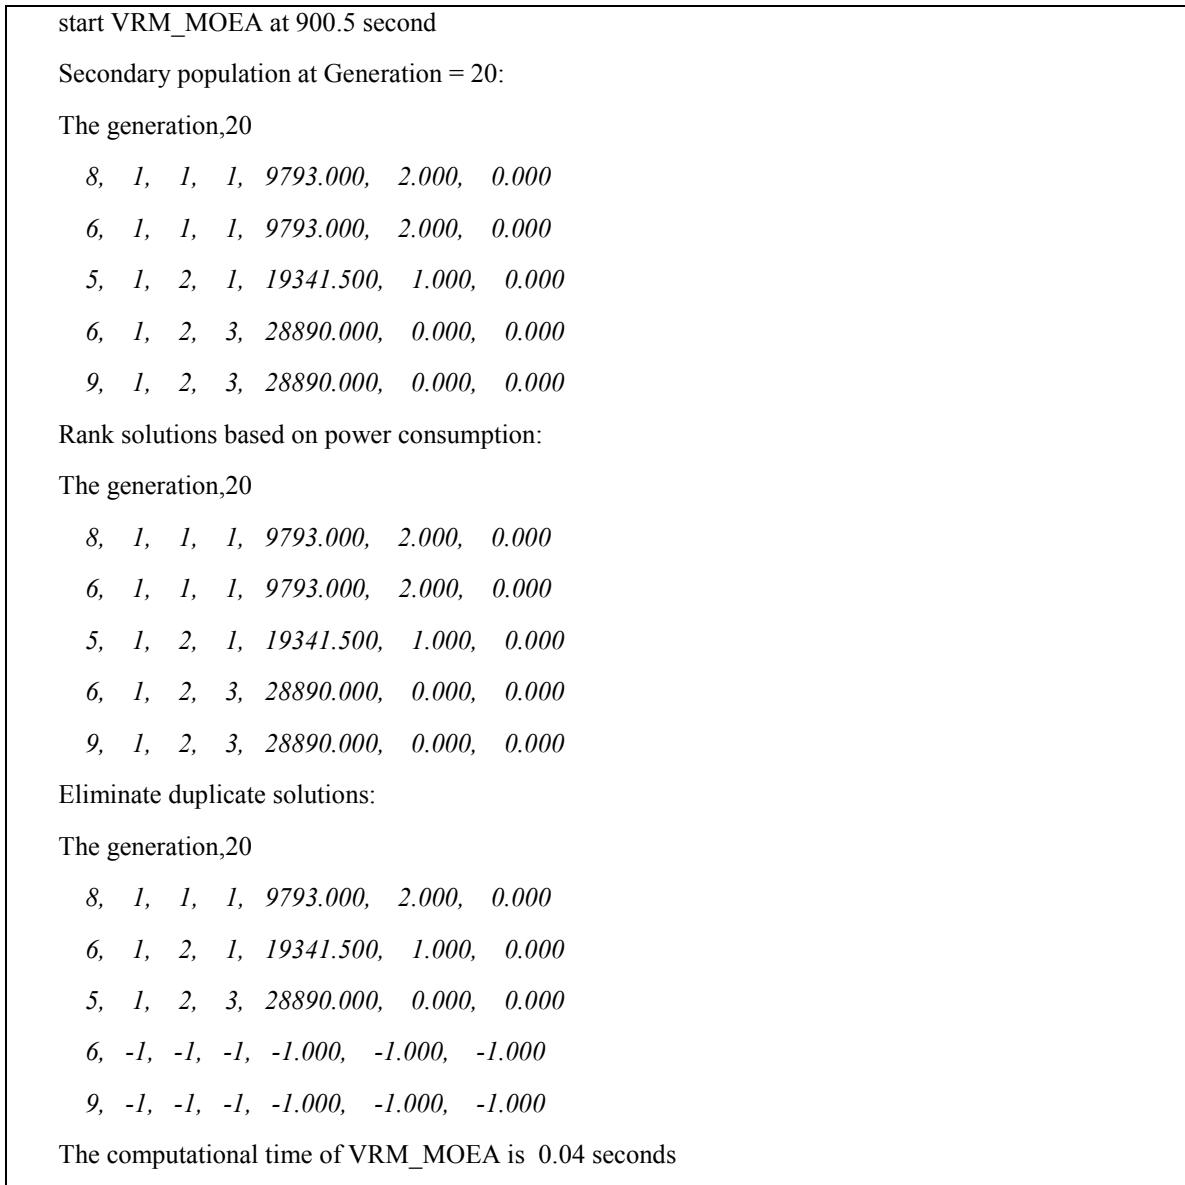 start VRM_MOEA at 900.5 second
Secondary population at Generation = 20:
The generation,20
8, 1, 1, 1, 9793.000, 2.000, 0.000
6, 1, 1, 1, 9793.000, 2.000, 0.000
5, 1, 2, 1, 19341.500, 1.000, 0.000
6, 1, 2, 3, 28890.000, 0.000, 0.000
9, 1, 2, 3, 28890.000, 0.000, 0.000
Rank solutions based on power consumption:
The generation,20
8, 1, 1, 1, 9793.000, 2.000, 0.000
6, 1, 1, 1, 9793.000, 2.000, 0.000
5, 1, 2, 1, 19341.500, 1.000, 0.000
6, 1, 2, 3, 28890.000, 0.000, 0.000
9, 1, 2, 3, 28890.000, 0.000, 0.000
Eliminate duplicate solutions:
The generation,20
8, 1, 1, 1, 9793.000, 2.000, 0.000
6, 1, 2, 1, 19341.500, 1.000, 0.000
5, 1, 2, 3, 28890.000, 0.000, 0.000
6, -1, -1, -1, -1.000, -1.000, -1.000
9, -1, -1, -1, -1.000, -1.000, -1.000
The computational time of VRM_MOEA is 0.04 seconds